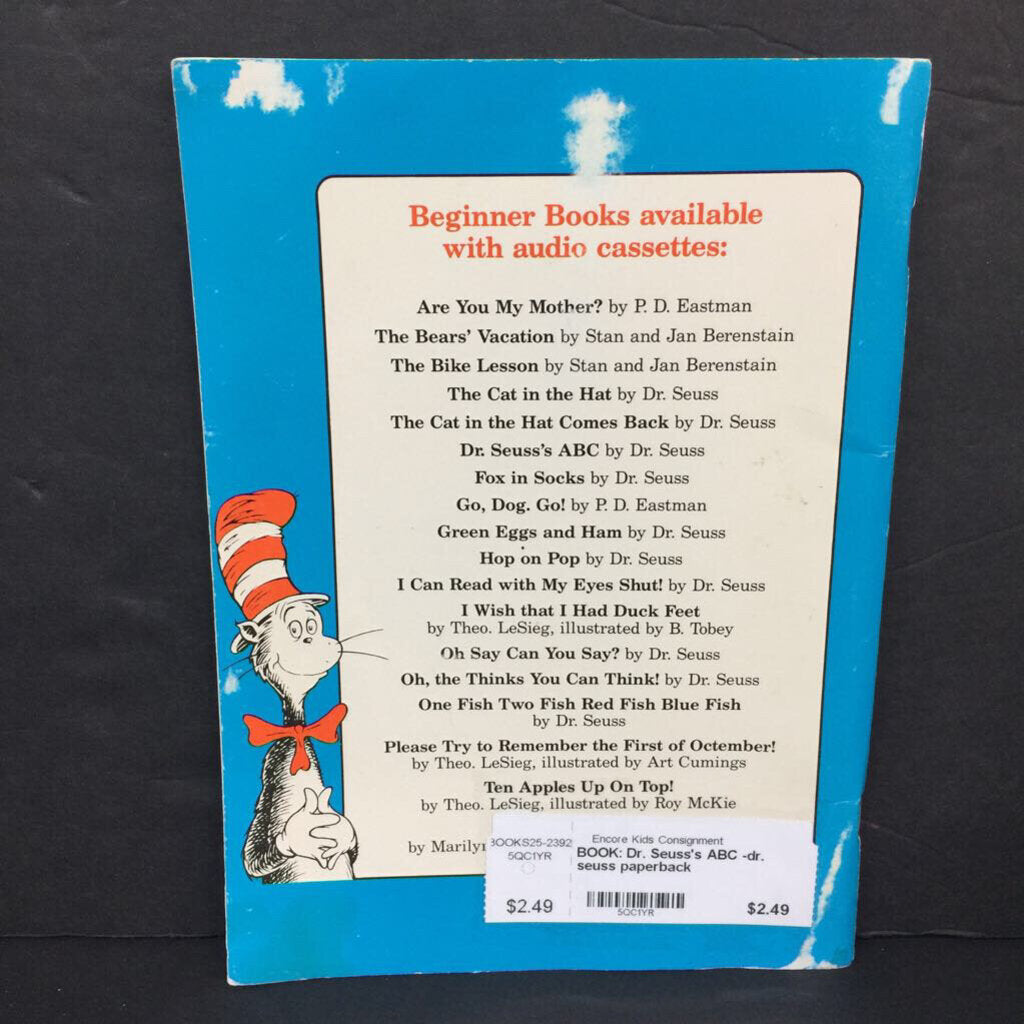 Beginner Books available
with audio cassettes:
Are You My Mother? by P. D. Eastman
The Bears' Vacation by Stan and Jan Berenstain
The Bike Lesson by Stan and Jan Berenstain
The Cat in the Hat by Dr. Seuss
The Cat in the Hat Comes Back by Dr. Seuss
Dr. Seuss's ABC by Dr. Seuss
Fox in Socks by Dr. Seuss
Go, Dog. Go! by P. D. Eastman
Green Eggs and Ham by Dr. Seuss
Hop on Pop by Dr. Seuss
I Can Read with My Eyes Shut! by Dr. Seuss
I Wish that I Had Duck Feet
by Theo. LeSieg, illustrated by B. Tobey
Oh Say Can You Say? by Dr. Seuss
Oh, the Thinks You Can Think! by Dr. Seuss
One Fish Two Fish Red Fish Blue Fish
by Dr. Seuss
Please Try to Remember the First of Octember!
by Theo. LeSieg, illustrated by Art Cumings
Ten Apples Up On Top!
by Theo. LeSieg, illustrated by Roy McKie
by Marilyn
BOOKS25-2392
5QC1YR
$2.49
Encore Kids Consignment
BOOK: Dr. Seuss's ABC -dr.
seuss paperback
5QC1YR
$2.49